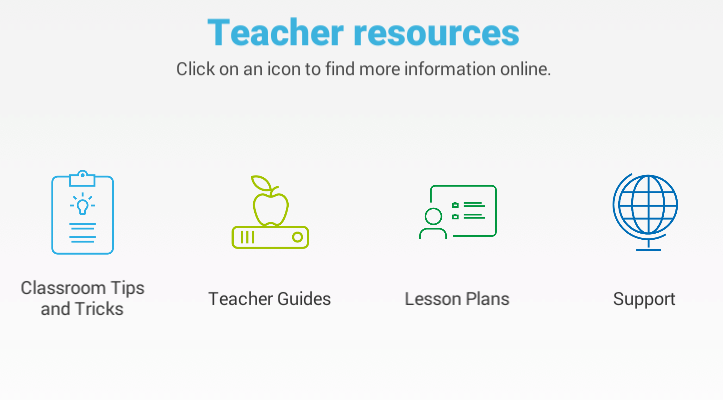 Teacher resources
Click on an icon to find more information online.
Classroom Tips
and Tricks
Teacher Guides
Lesson Plans
Support